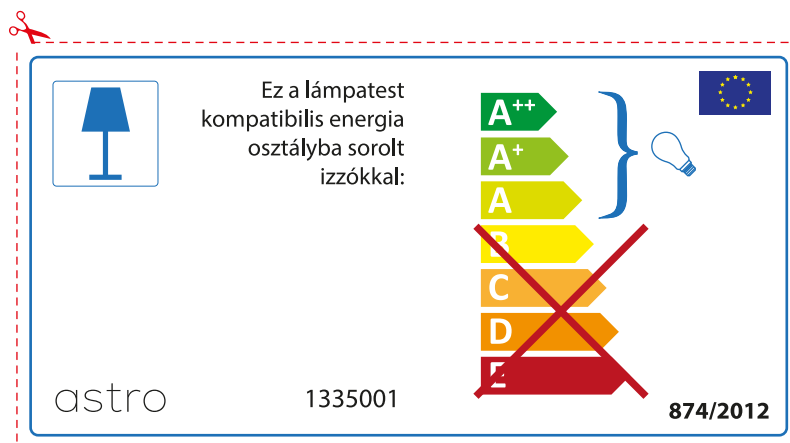 Ez a lámpatest
kompatibilis energia
osztályba sorolt
izzókkal:
A++
A+
A
B
C
D
E
astro
1335001
874/2012